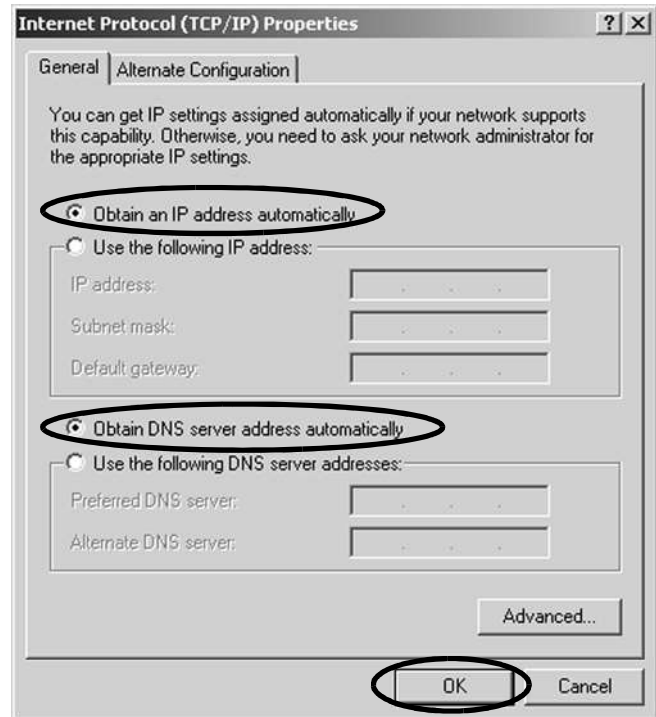 Internet Protocol (TCP/IP) Properties
General
Alternate Configuration
You can get IP settings assigned automatically if your network supports
this capability. Otherwise, you need to ask your network administrator for
the appropriate IP settings.
Obtain an IP address automatically
Use the following IP address:
IP address:
Subnet mask:
Default gateway:
Obtain DNS server address automatically
Use the following DNS server addresses:
Preferred DNS server:
Alternate DNS server:
Advanced...
OK
Cancel